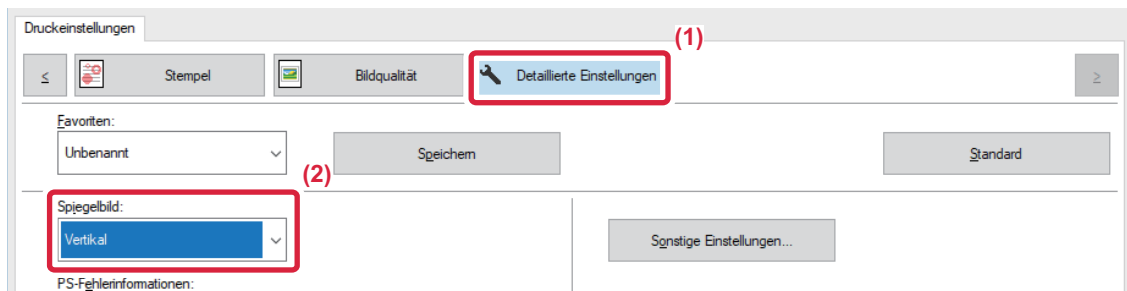 Druckeinstellungen
(1)
< Stempel Bildqualität Detaillierte Einstellungen >
Favoriten:
Unbenannt Speichern Standard
(2)
Spiegelbild:
Vertikal Sonstige Einstellungen...
PS-Fehlerinformationen: